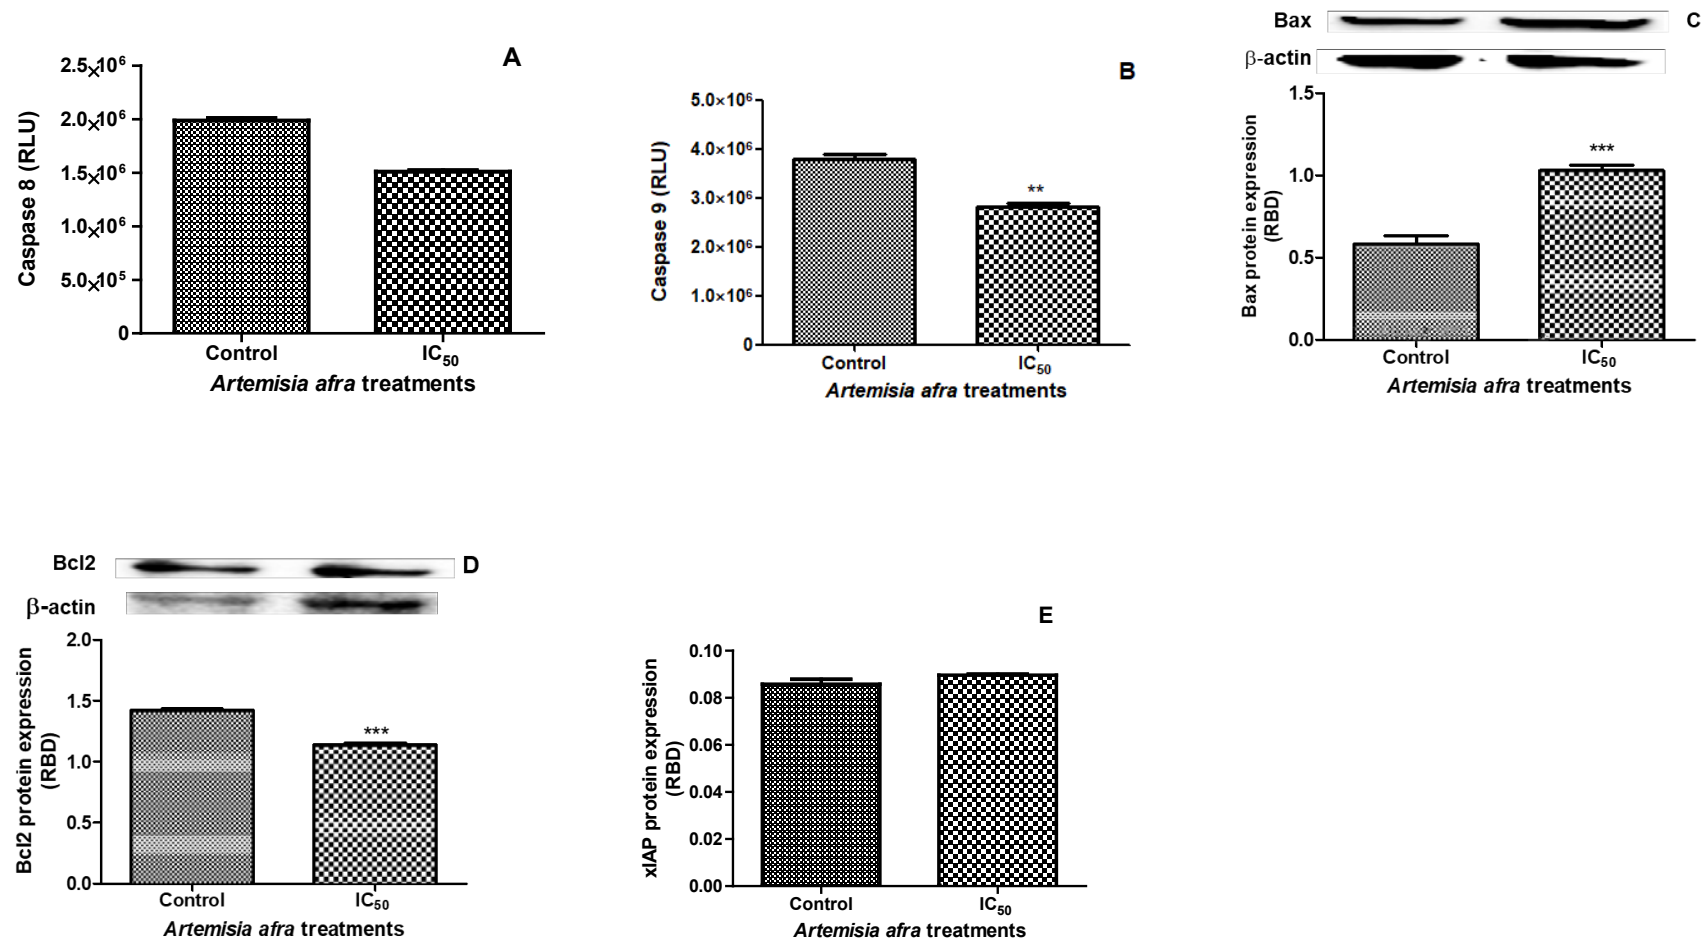 A
Caspase 8 (RLU)
2.5×10⁶
2.0×10⁶
1.5×10⁶
1.0×10⁶
5.0×10⁵
0
Control
IC₅₀
Artemisia afra treatments
B
Caspase 9 (RLU)
5.0×10⁶
4.0×10⁶
3.0×10⁶
2.0×10⁶
1.0×10⁶
0
**
Control
IC₅₀
Artemisia afra treatments
Bax
C
β-actin
Bax protein expression
(RBD)
1.5
1.0
0.5
0.0
***
Control
IC₅₀
Artemisia afra treatments
Bcl2
D
β-actin
Bcl2 protein expression
(RBD)
2.0
1.5
1.0
0.5
0.0
***
Control
IC₅₀
Artemisia afra treatments
E
xIAP protein expression
(RBD)
0.10
0.08
0.06
0.04
0.02
0.00
Control
IC₅₀
Artemisia afra treatments